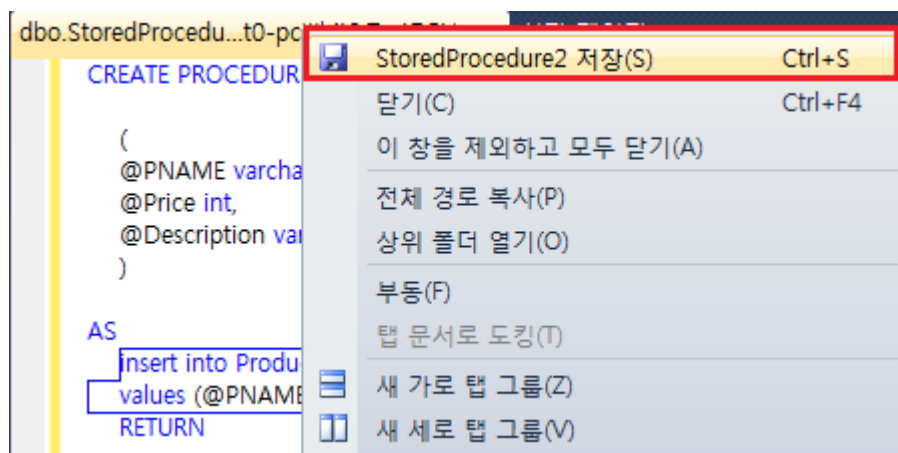 dbo.StoredProcedu...t0-pc
CREATE PROCEDUR
(
@PNAME varcha
@Price int,
@Description var
)
AS
insert into Produ
values (@PNAME
RETURN
StoredProcedure2 저장(S) Ctrl+S
닫기(C) Ctrl+F4
이 창을 제외하고 모두 닫기(A)
전체 경로 복사(P)
상위 폴더 열기(O)
부동(F)
탭 문서로 도킹(T)
새 가로 탭 그룹(Z)
새 세로 탭 그룹(V)